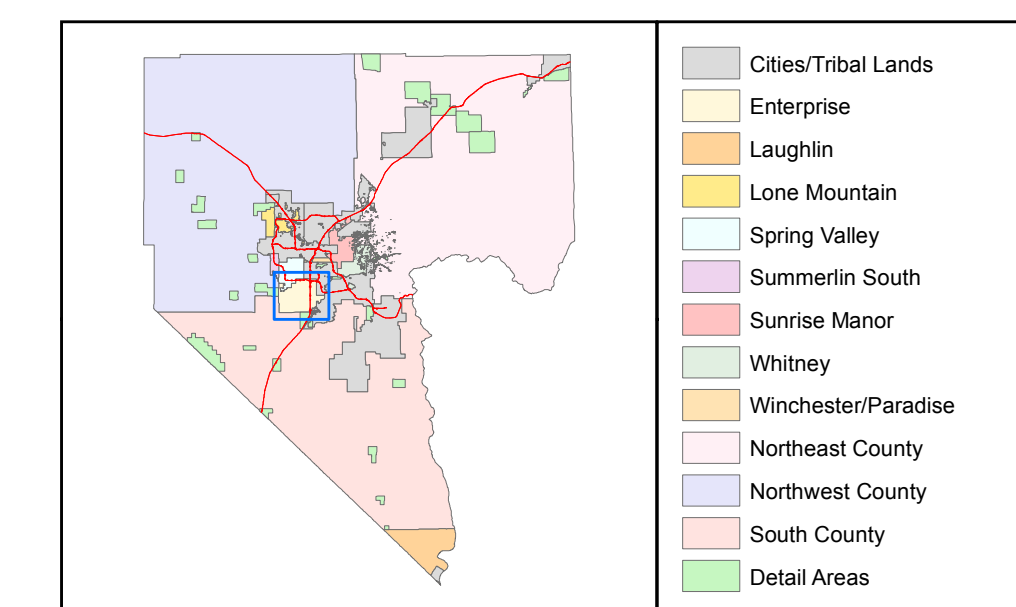 Cities/Tribal Lands
Enterprise
Laughlin
Lone Mountain
Spring Valley
Summerlin South
Sunrise Manor
Whitney
Winchester/Paradise
Northeast County
Northwest County
South County
Detail Areas